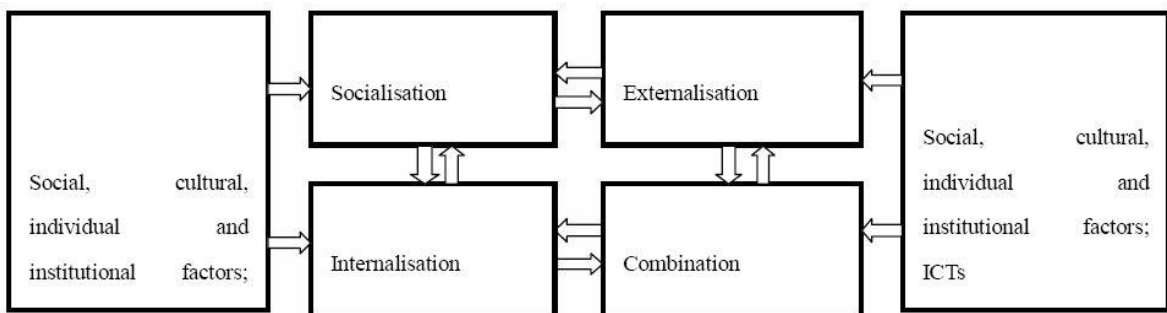 Socialisation
Externalisation
Social, cultural,
individual and
institutional factors;
Internalisation
Combination
Social, cultural,
individual and
institutional factors;
ICTs